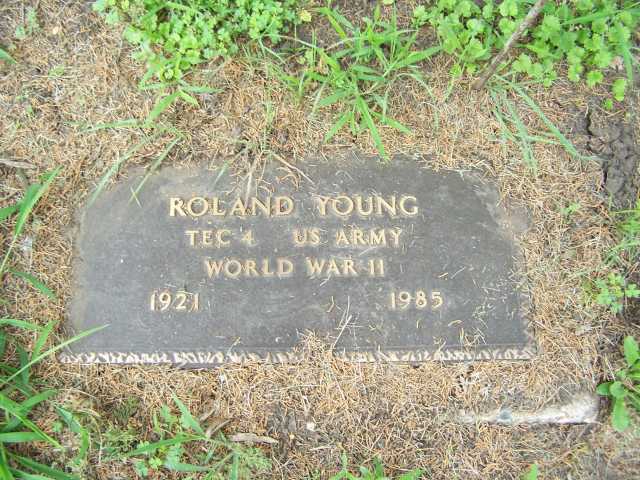 ROLAND YOUNG
TEC 4 US ARMY
WORLD WAR II
1921 1985